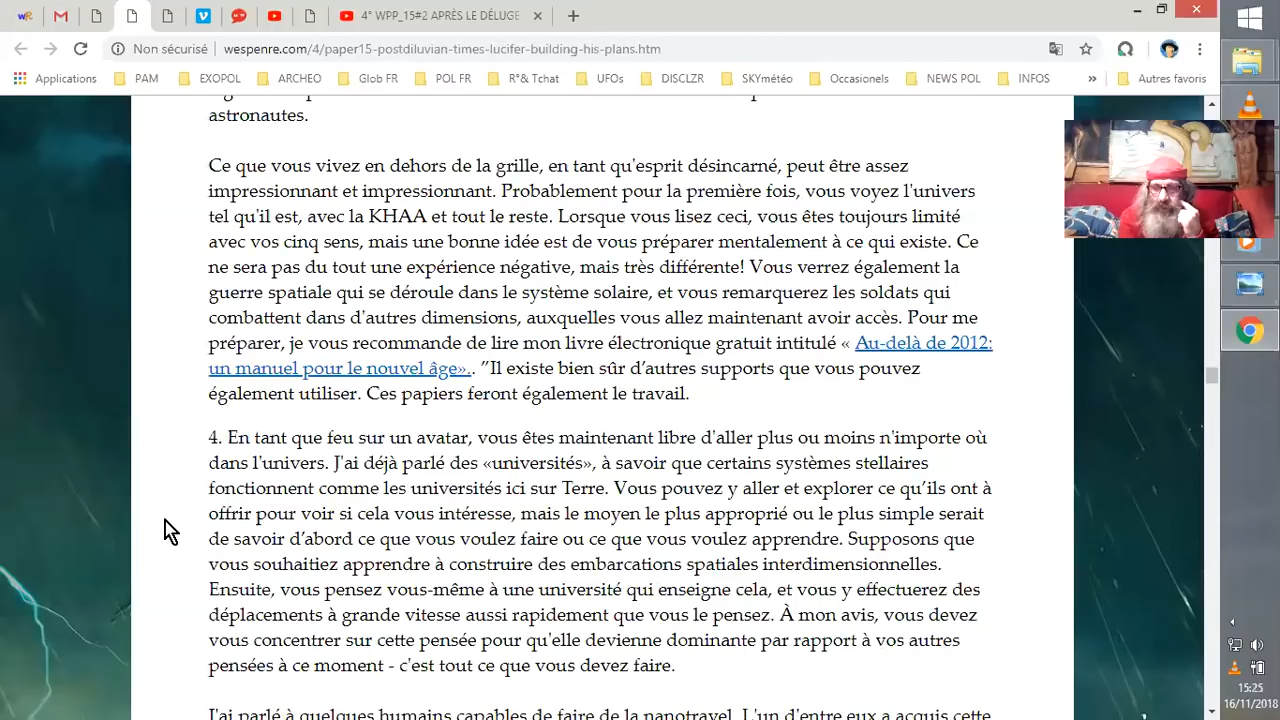 4° WPP_15#2 APRÈS LE DÉLUGE
Non sécurisé
wespenre.com/4/paper15-postdiluvian-times-lucifer-building-his-plans.htm
Applications
PAM
EXOPOL
ARCHEO
Glob FR
POL FR
R°& Tchat
UFOs
DISCLZR
SKYmétéo
Occasionels
NEWS POL
INFOS
»
Autres favoris
astronautes.
Ce que vous vivez en dehors de la grille, en tant qu'esprit désincarné, peut être assez
impressionnant et impressionnant. Probablement pour la première fois, vous voyez l'univers
tel qu'il est, avec la KHAA et tout le reste. Lorsque vous lisez ceci, vous êtes toujours limité
avec vos cinq sens, mais une bonne idée est de vous préparer mentalement à ce qui existe. Ce
ne sera pas du tout une expérience négative, mais très différente! Vous verrez également la
guerre spatiale qui se déroule dans le système solaire, et vous remarquerez les soldats qui
combattent dans d'autres dimensions, auxquelles vous allez maintenant avoir accès. Pour me
préparer, je vous recommande de lire mon livre électronique gratuit intitulé « Au-delà de 2012:
un manuel pour le nouvel âge».. ”Il existe bien sûr d’autres supports que vous pouvez
également utiliser. Ces papiers feront également le travail.
4. En tant que feu sur un avatar, vous êtes maintenant libre d'aller plus ou moins n'importe où
dans l'univers. J'ai déjà parlé des «universités», à savoir que certains systèmes stellaires
fonctionnent comme les universités ici sur Terre. Vous pouvez y aller et explorer ce qu’ils ont à
offrir pour voir si cela vous intéresse, mais le moyen le plus approprié ou le plus simple serait
de savoir d’abord ce que vous voulez faire ou ce que vous voulez apprendre. Supposons que
vous souhaitiez apprendre à construire des embarcations spatiales interdimensionnelles.
Ensuite, vous pensez vous-même à une université qui enseigne cela, et vous y effectuerez des
déplacements à grande vitesse aussi rapidement que vous le pensez. À mon avis, vous devez
vous concentrer sur cette pensée pour qu'elle devienne dominante par rapport à vos autres
pensées à ce moment - c'est tout ce que vous devez faire.
J'ai parlé à quelques humains capables de faire de la nanotravel. L'un d'entre eux a acquis cette
15:25
16/11/2018